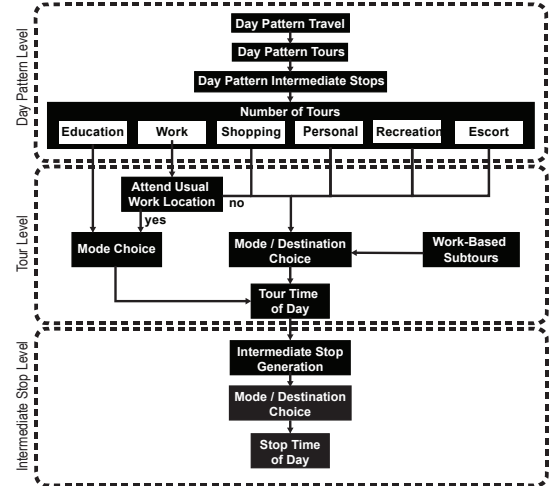 Day Pattern Level
Day Pattern Travel
Day Pattern Tours
Day Pattern Intermediate Stops
Number of Tours
Education
Work
Shopping
Personal
Recreation
Escort
Tour Level
Attend Usual
Work Location
no
yes
Mode Choice
Mode / Destination
Choice
Work-Based
Subtours
Tour Time
of Day
Intermediate Stop Level
Intermediate Stop
Generation
Mode / Destination
Choice
Stop Time
of Day